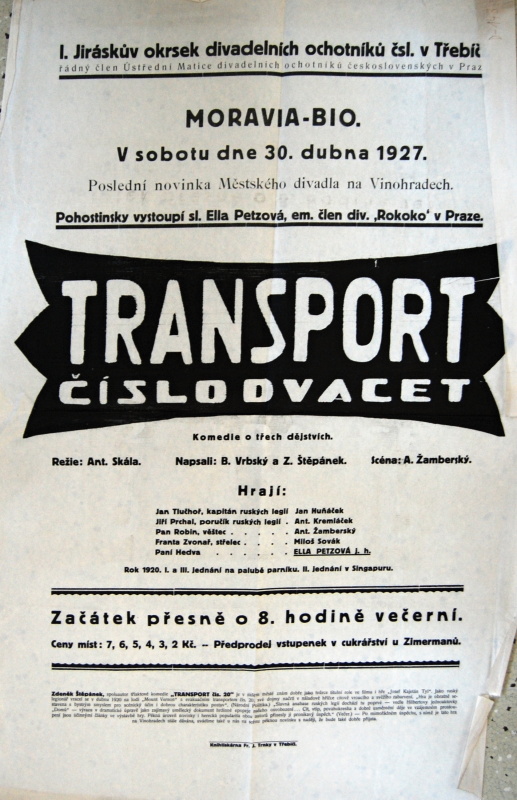 I. Jiráskův okrsek divadelních ochotníků čsl. v Třebíč
řádný člen Ústřední Matice divadelních ochotníků československých v Praz
MORAVIA-BIO.
V sobotu dne 30. dubna 1927.
Poslední novinka Městského divadla na Vinohradech.
Pohostinsky vystoupí sl. Ella Petzová, em. člen div. ‚Rokoko‘ v Praze.
TRANSPORT
ČÍSLO DVACET
Komedie o třech dějstvích.
Režie: Ant. Skála. Napsali: B. Vrbský a Z. Štěpánek. Scéna: A. Žamberský.
Hrají:
Jan Tlučhoř, kapitán ruských legií Jan Huňáček
Jiří Prchal, poručík ruských legií . Ant. Kremláček
Pan Robin, věštec . . . . . Ant. Žamberský
Franta Zvonař, střelec . . . . Miloš Sovák
Paní Hedva . . . . . . ELLA PETZOVÁ j. h.
Rok 1920. I. a III. jednání na palubě parníku. II. jednání v Singapuru.
Začátek přesně o 8. hodině večerní.
Ceny míst: 7, 6, 5, 4, 3, 2 Kč. -- Předprodej vstupenek v cukrářství u Zimermanů.
Zdeněk Štěpánek, „TRANSPORT čís. 20“
Knihtiskárna Fr. J. Trnky v Třebíči.